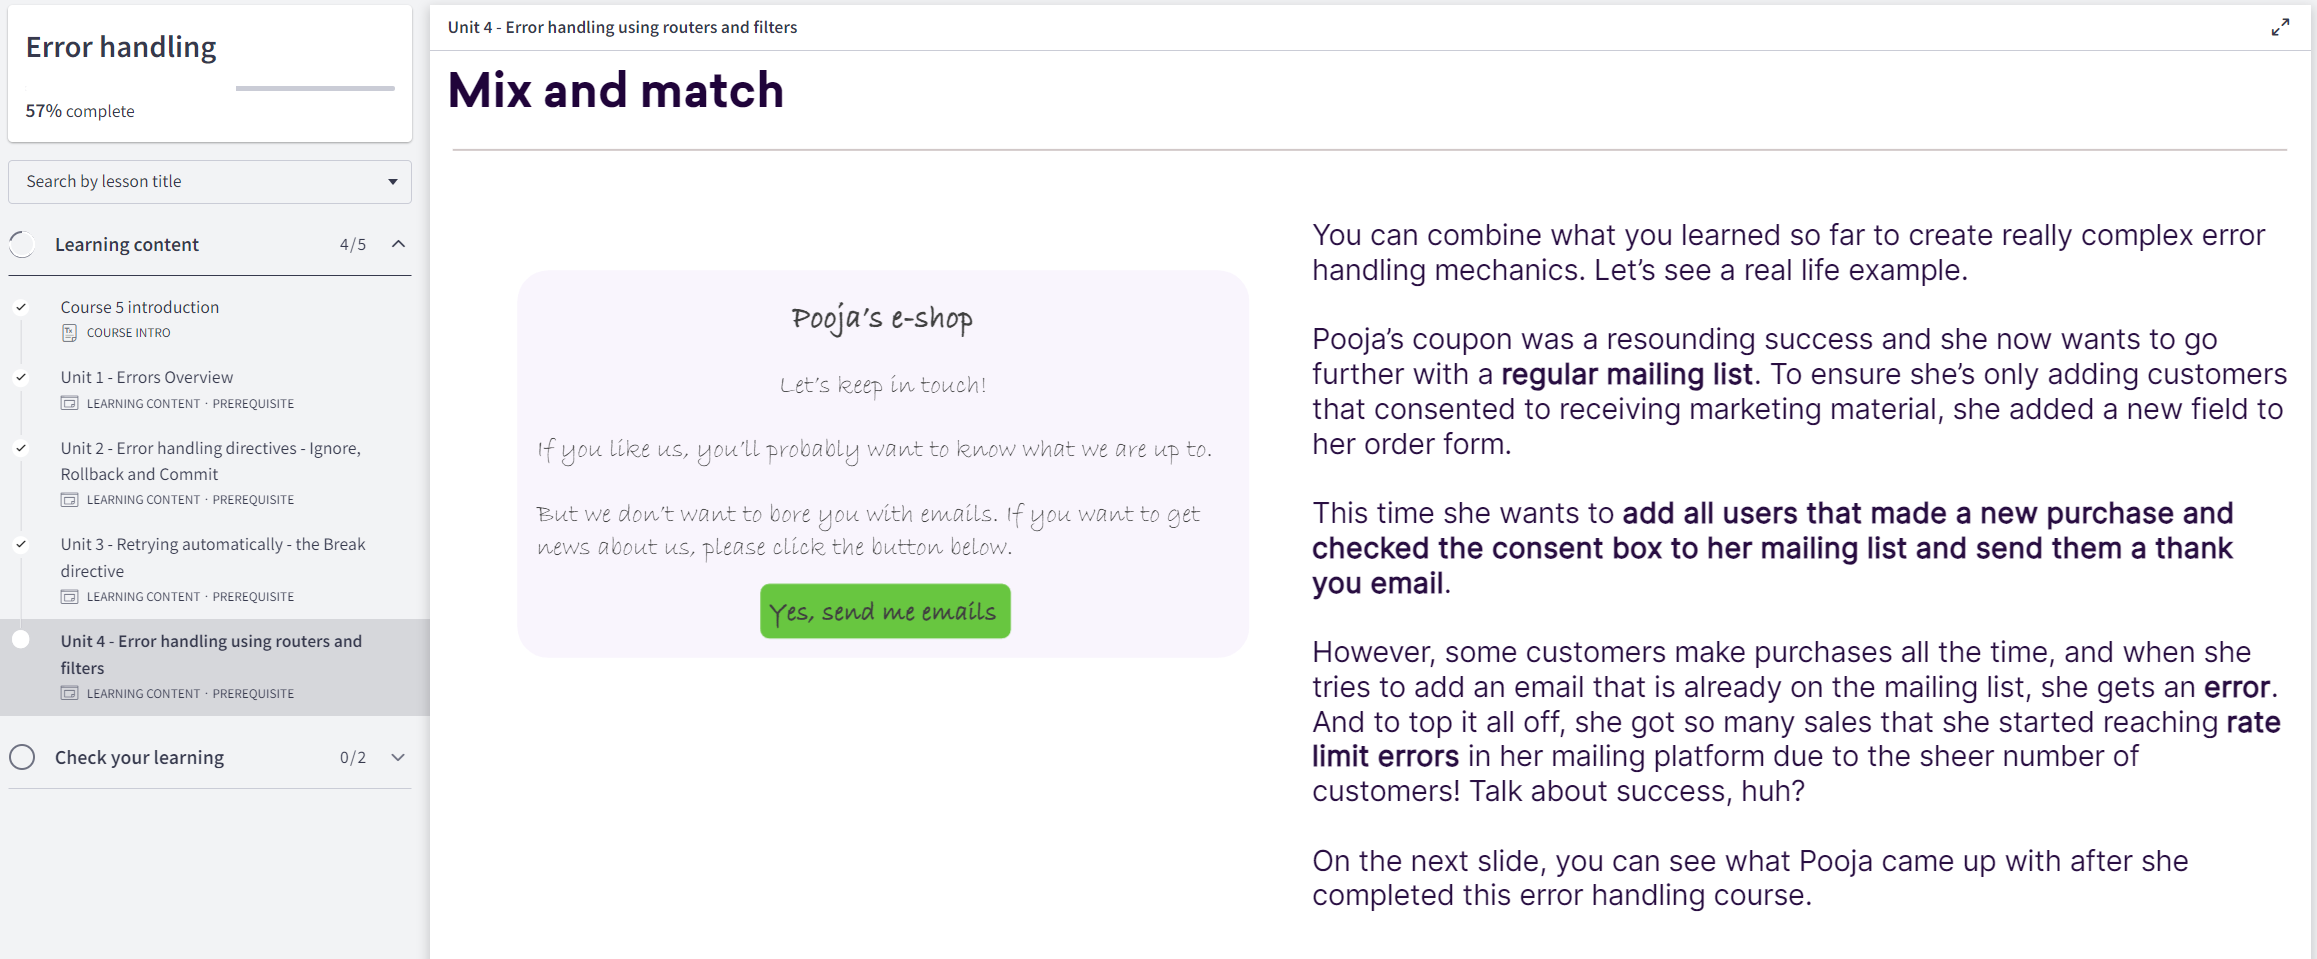 Error handling
57% complete
Search by lesson title
Learning content 4/5
Course 5 introduction
COURSE INTRO
Unit 1 - Errors Overview
LEARNING CONTENT · PREREQUISITE
Unit 2 - Error handling directives - Ignore,
Rollback and Commit
LEARNING CONTENT · PREREQUISITE
Unit 3 - Retrying automatically - the Break
directive
LEARNING CONTENT · PREREQUISITE
Unit 4 - Error handling using routers and
filters
LEARNING CONTENT · PREREQUISITE
Check your learning 0/2
Unit 4 - Error handling using routers and filters
Mix and match
Pooja's e-shop
Let's keep in touch!
If you like us, you'll probably want to know what we are up to.
But we don't want to bore you with emails. If you want to get
news about us, please click the button below.
Yes, send me emails
You can combine what you learned so far to create really complex error
handling mechanics. Let’s see a real life example.
Pooja’s coupon was a resounding success and she now wants to go
further with a regular mailing list. To ensure she’s only adding customers
that consented to receiving marketing material, she added a new field to
her order form.
This time she wants to add all users that made a new purchase and
checked the consent box to her mailing list and send them a thank
you email.
However, some customers make purchases all the time, and when she
tries to add an email that is already on the mailing list, she gets an error.
And to top it all off, she got so many sales that she started reaching rate
limit errors in her mailing platform due to the sheer number of
customers! Talk about success, huh?
On the next slide, you can see what Pooja came up with after she
completed this error handling course.